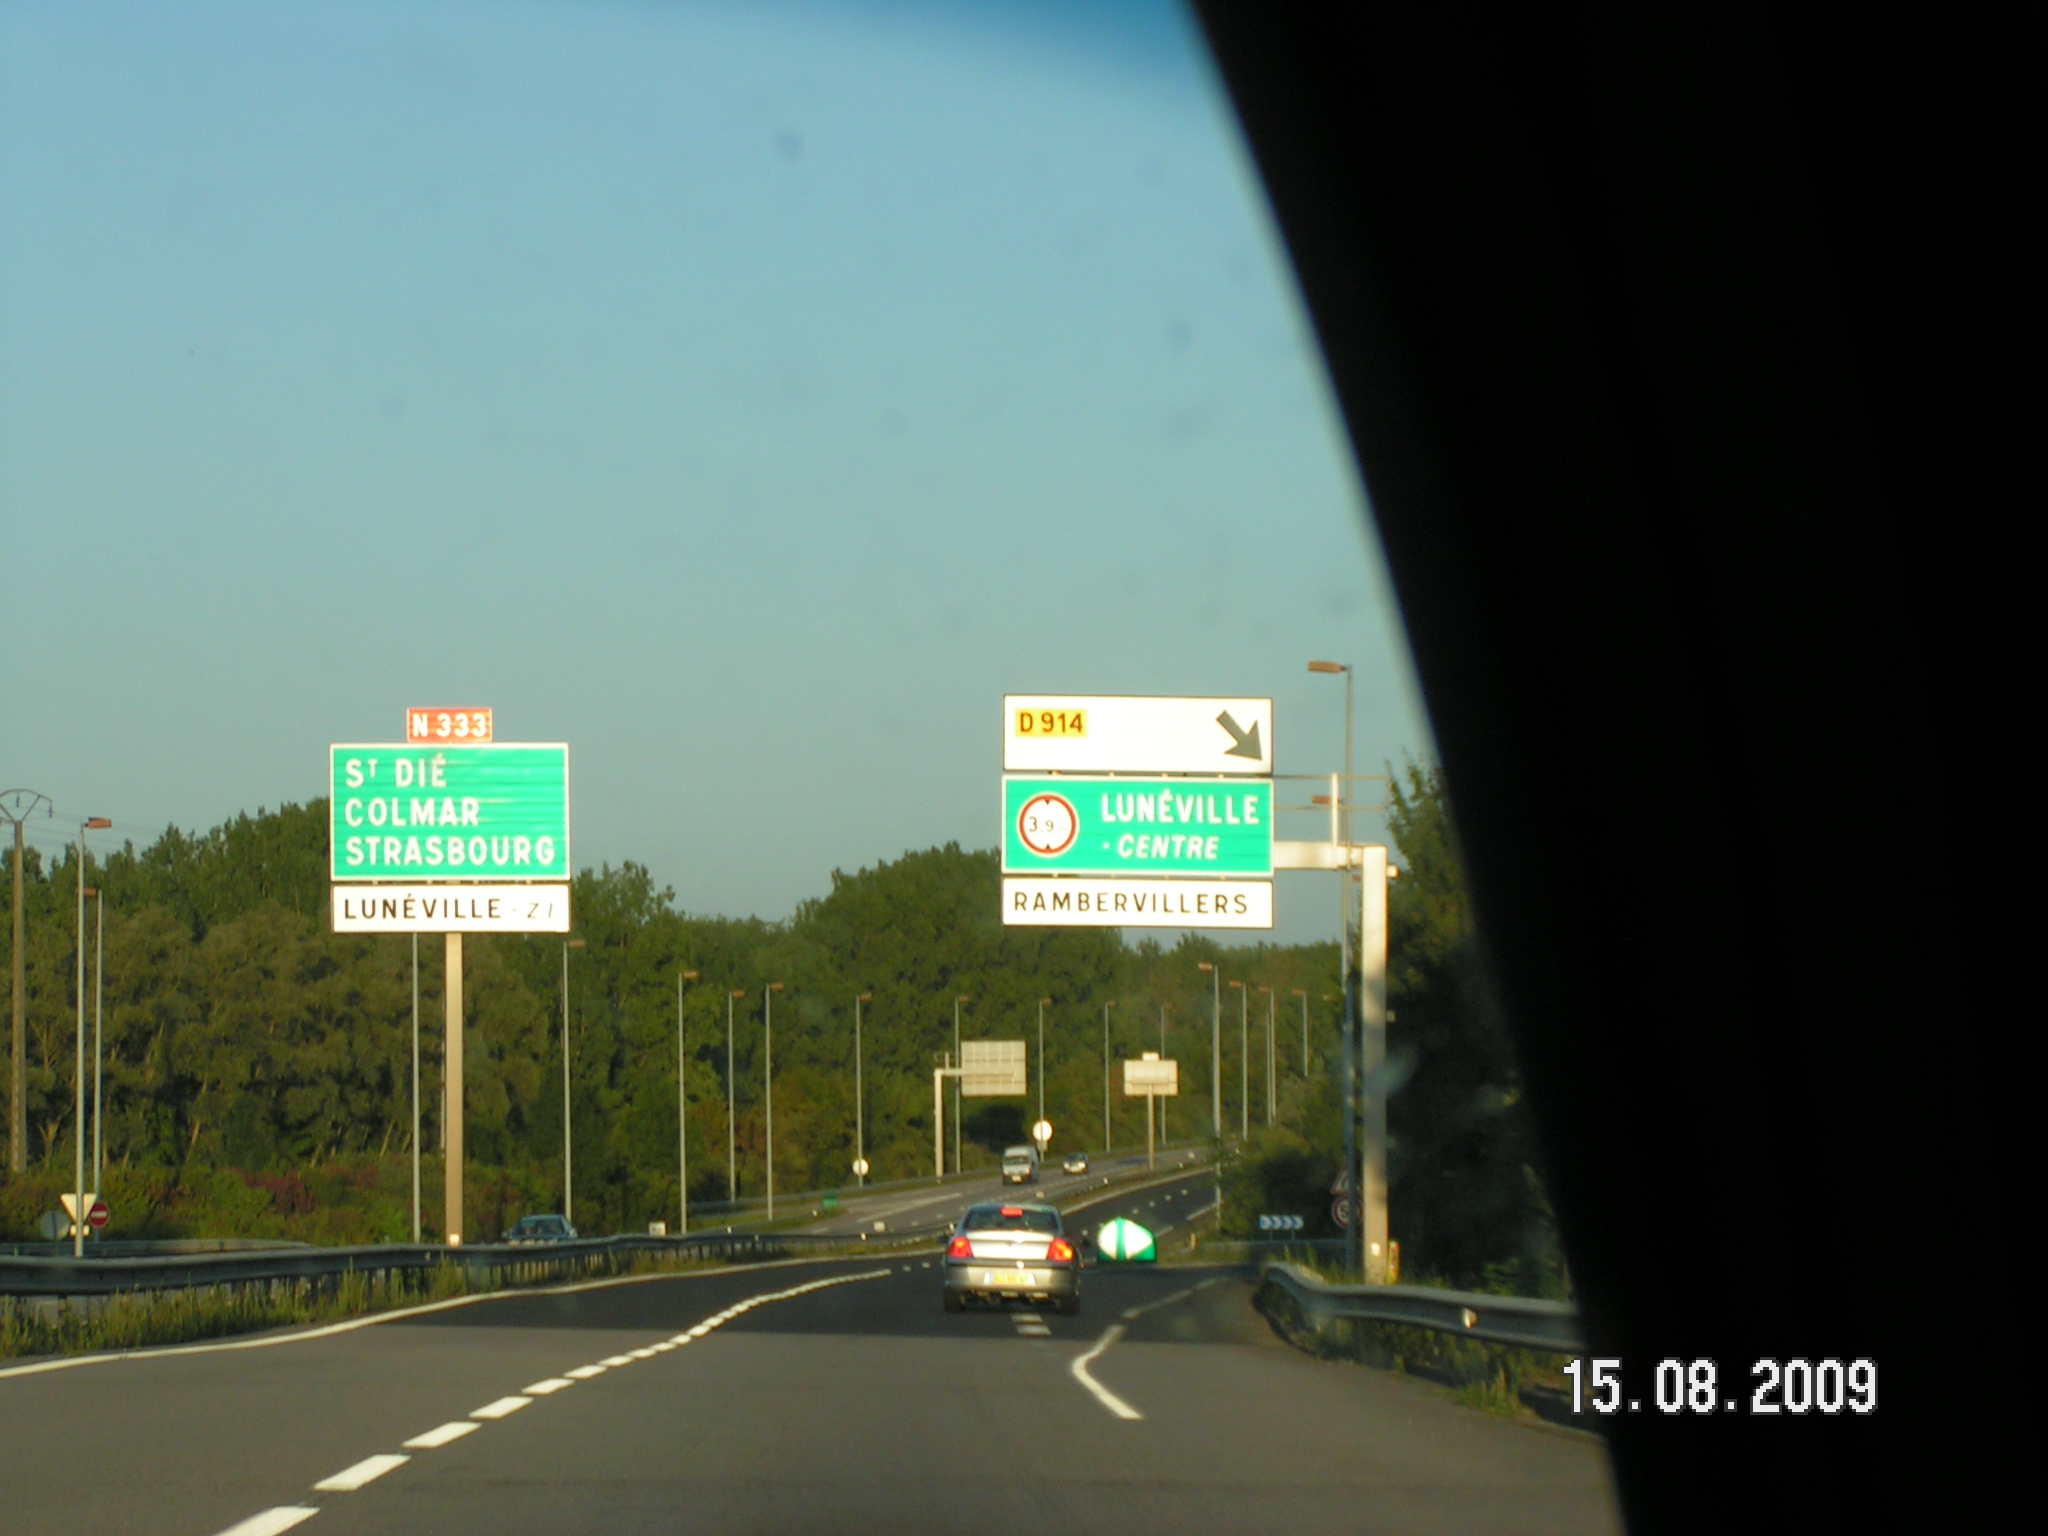 N 333
ST DIÉ
COLMAR
STRASBOURG
LUNÉVILLE - ZI
D 914
3.9
LUNÉVILLE
- CENTRE
RAMBERVILLERS
15.08.2009